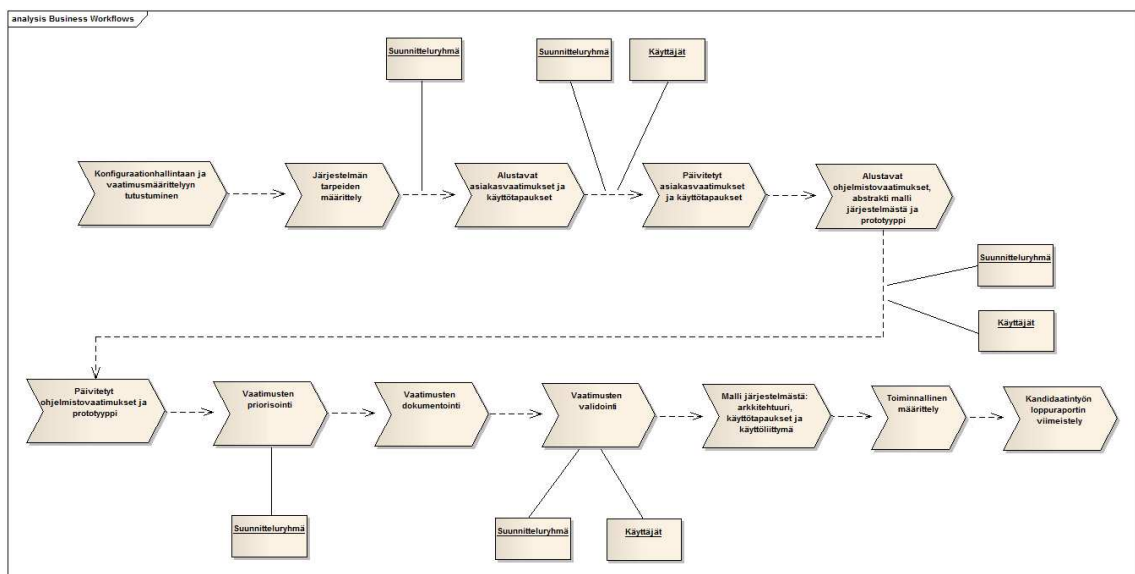 analysis Business Workflows
Suunnitteluryhmä
Suunnitteluryhmä
Käyttäjät
Konfiguraationhallintaan ja
vaatimusmäärittelyyn
tutustuminen
Järjestelmän
tarpeiden
määrittely
Alustavat
asiakasvaatimukset ja
käyttötapaukset
Päivitetyt
asiakasvaatimukset
ja käyttötapaukset
Alustavat
ohjelmistovaatimukset,
abstrakti malli
järjestelmästä ja
prototyyppi
Suunnitteluryhmä
Käyttäjät
Päivitetyt
ohjelmistovaatimukset ja
prototyyppi
Vaatimusten
priorisointi
Vaatimusten
dokumentointi
Vaatimusten
validointi
Malli järjestelmästä:
arkkitehtuuri,
käyttötapaukset ja
käyttöliittymä
Toiminnallinen
määrittely
Kandidaatintyön
loppuraportin
viimeistely
Suunnitteluryhmä
Suunnitteluryhmä
Käyttäjät